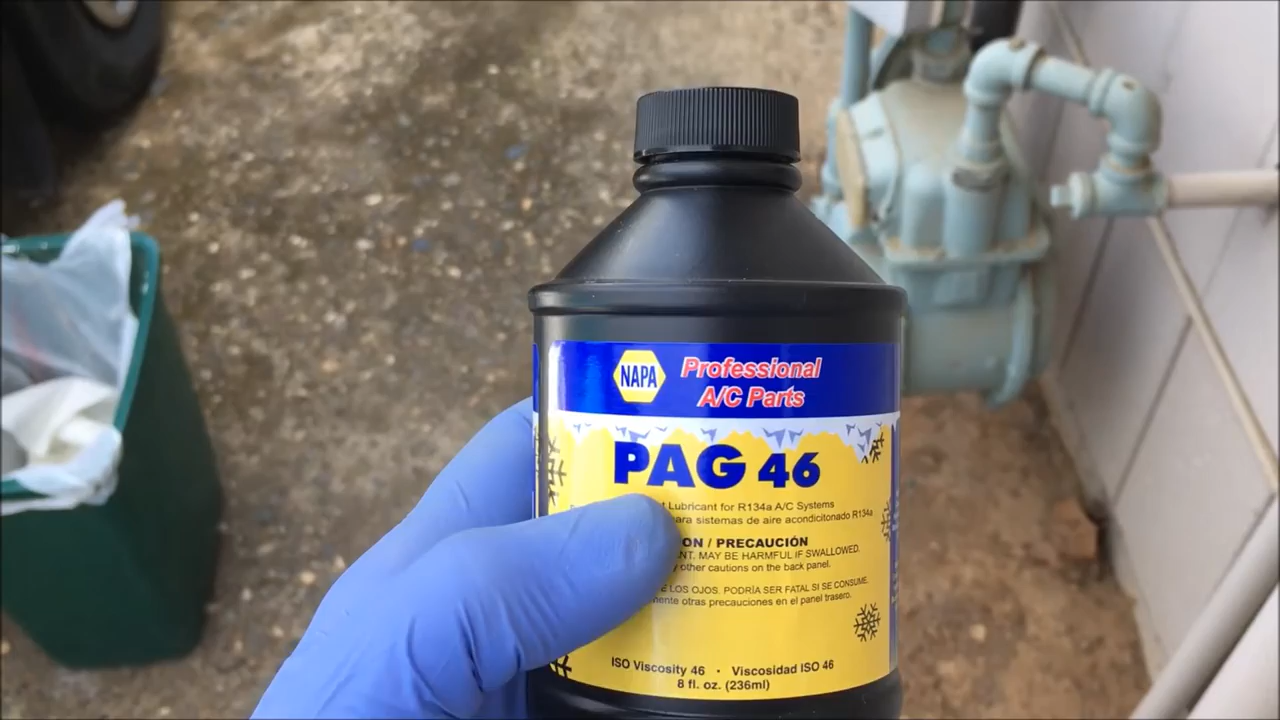 NAPA
Professional
A/C Parts
PAG 46
Lubricant for R134a A/C Systems
para sistemas de aire acondicitonado R134a
/ PRECAUCIÓN
MAY BE HARMFUL IF SWALLOWED.
other cautions on the back panel.
LOS OJOS. PODRÍA SER FATAL SI SE CONSUME.
otras precauciones en el panel trasero.
ISO Viscosity 46 • Viscosidad ISO 46
8 fl. oz. (236ml)